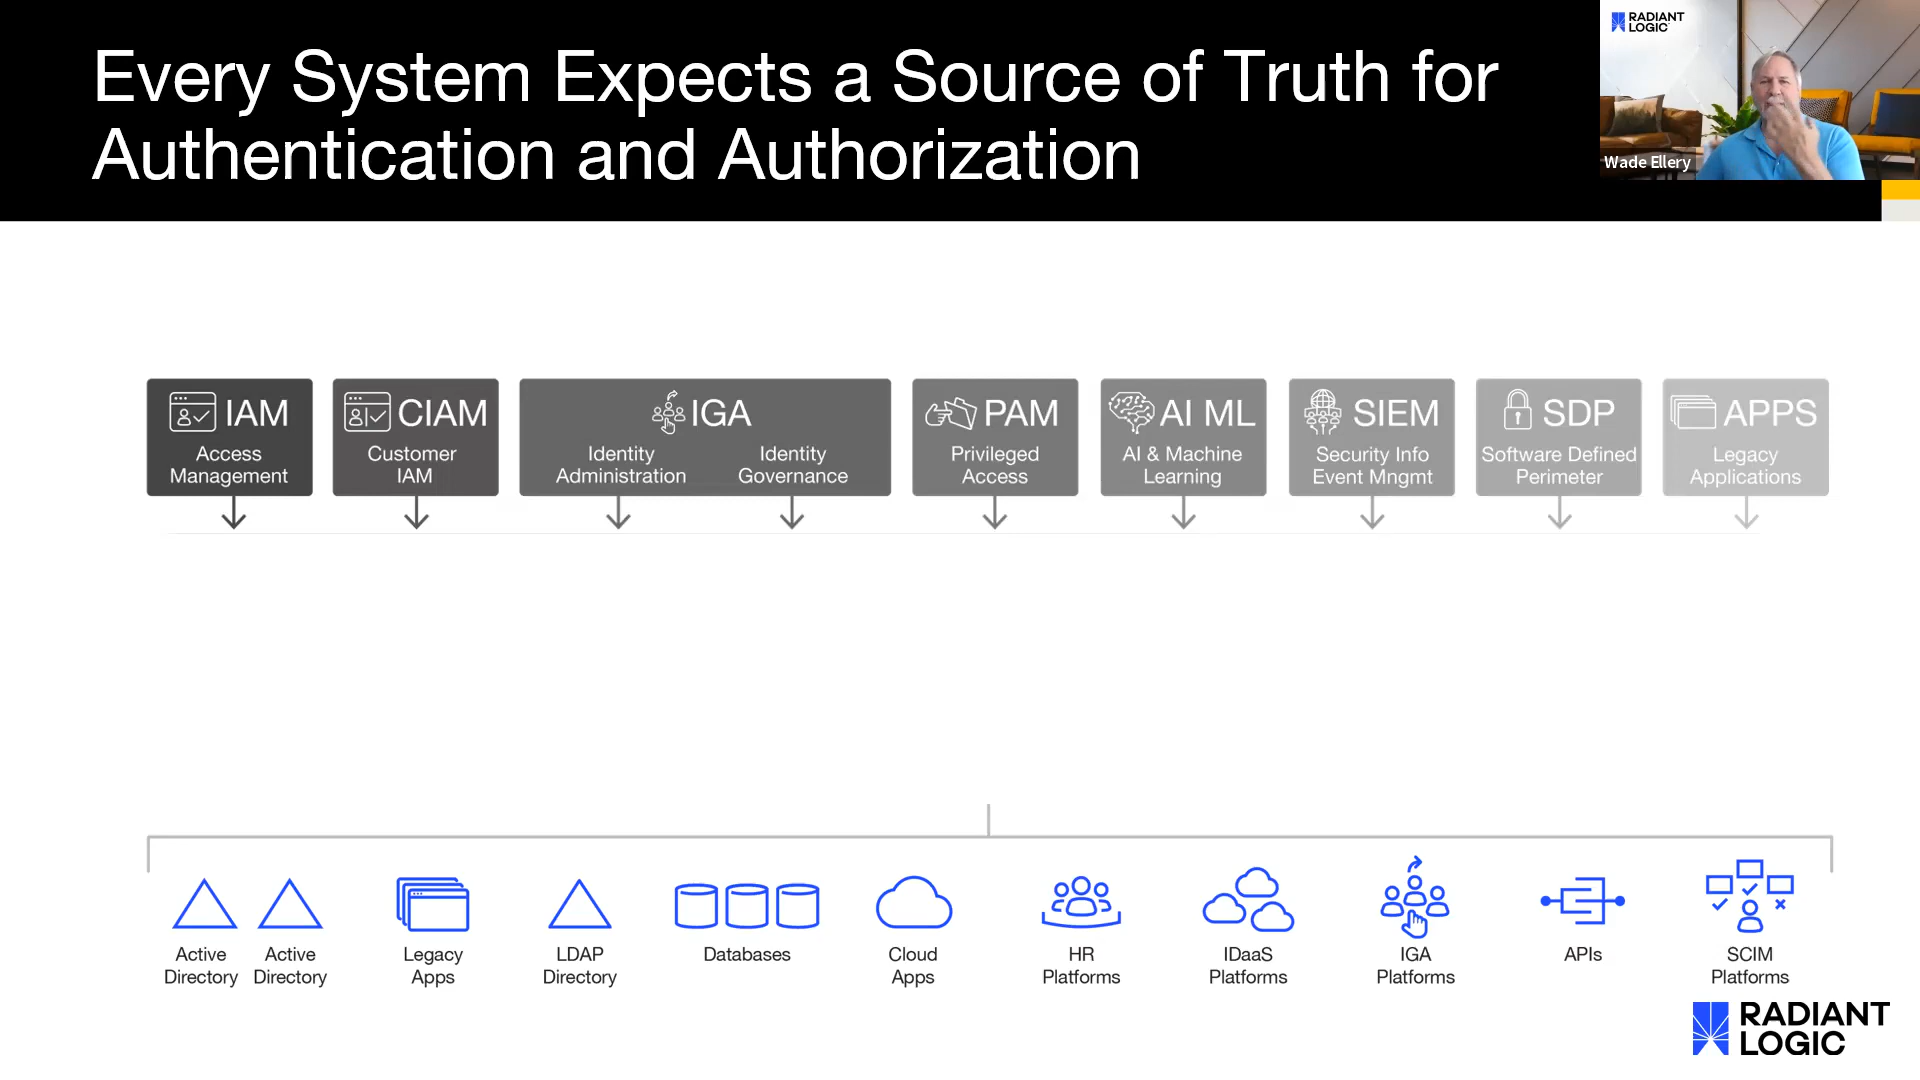 Every System Expects a Source of Truth for
Authentication and Authorization
RADIANT
LOGIC
Wade Ellery
IAM
Access
Management
CIAM
Customer
IAM
IGA
Identity
Administration
Identity
Governance
PAM
Privileged
Access
AI ML
AI & Machine
Learning
SIEM
Security Info
Event Mngmt
SDP
Software Defined
Perimeter
APPS
Legacy
Applications
Active
Directory
Active
Directory
Legacy
Apps
LDAP
Directory
Databases
Cloud
Apps
HR
Platforms
IDaaS
Platforms
IGA
Platforms
APIs
SCIM
Platforms
RADIANT
LOGIC